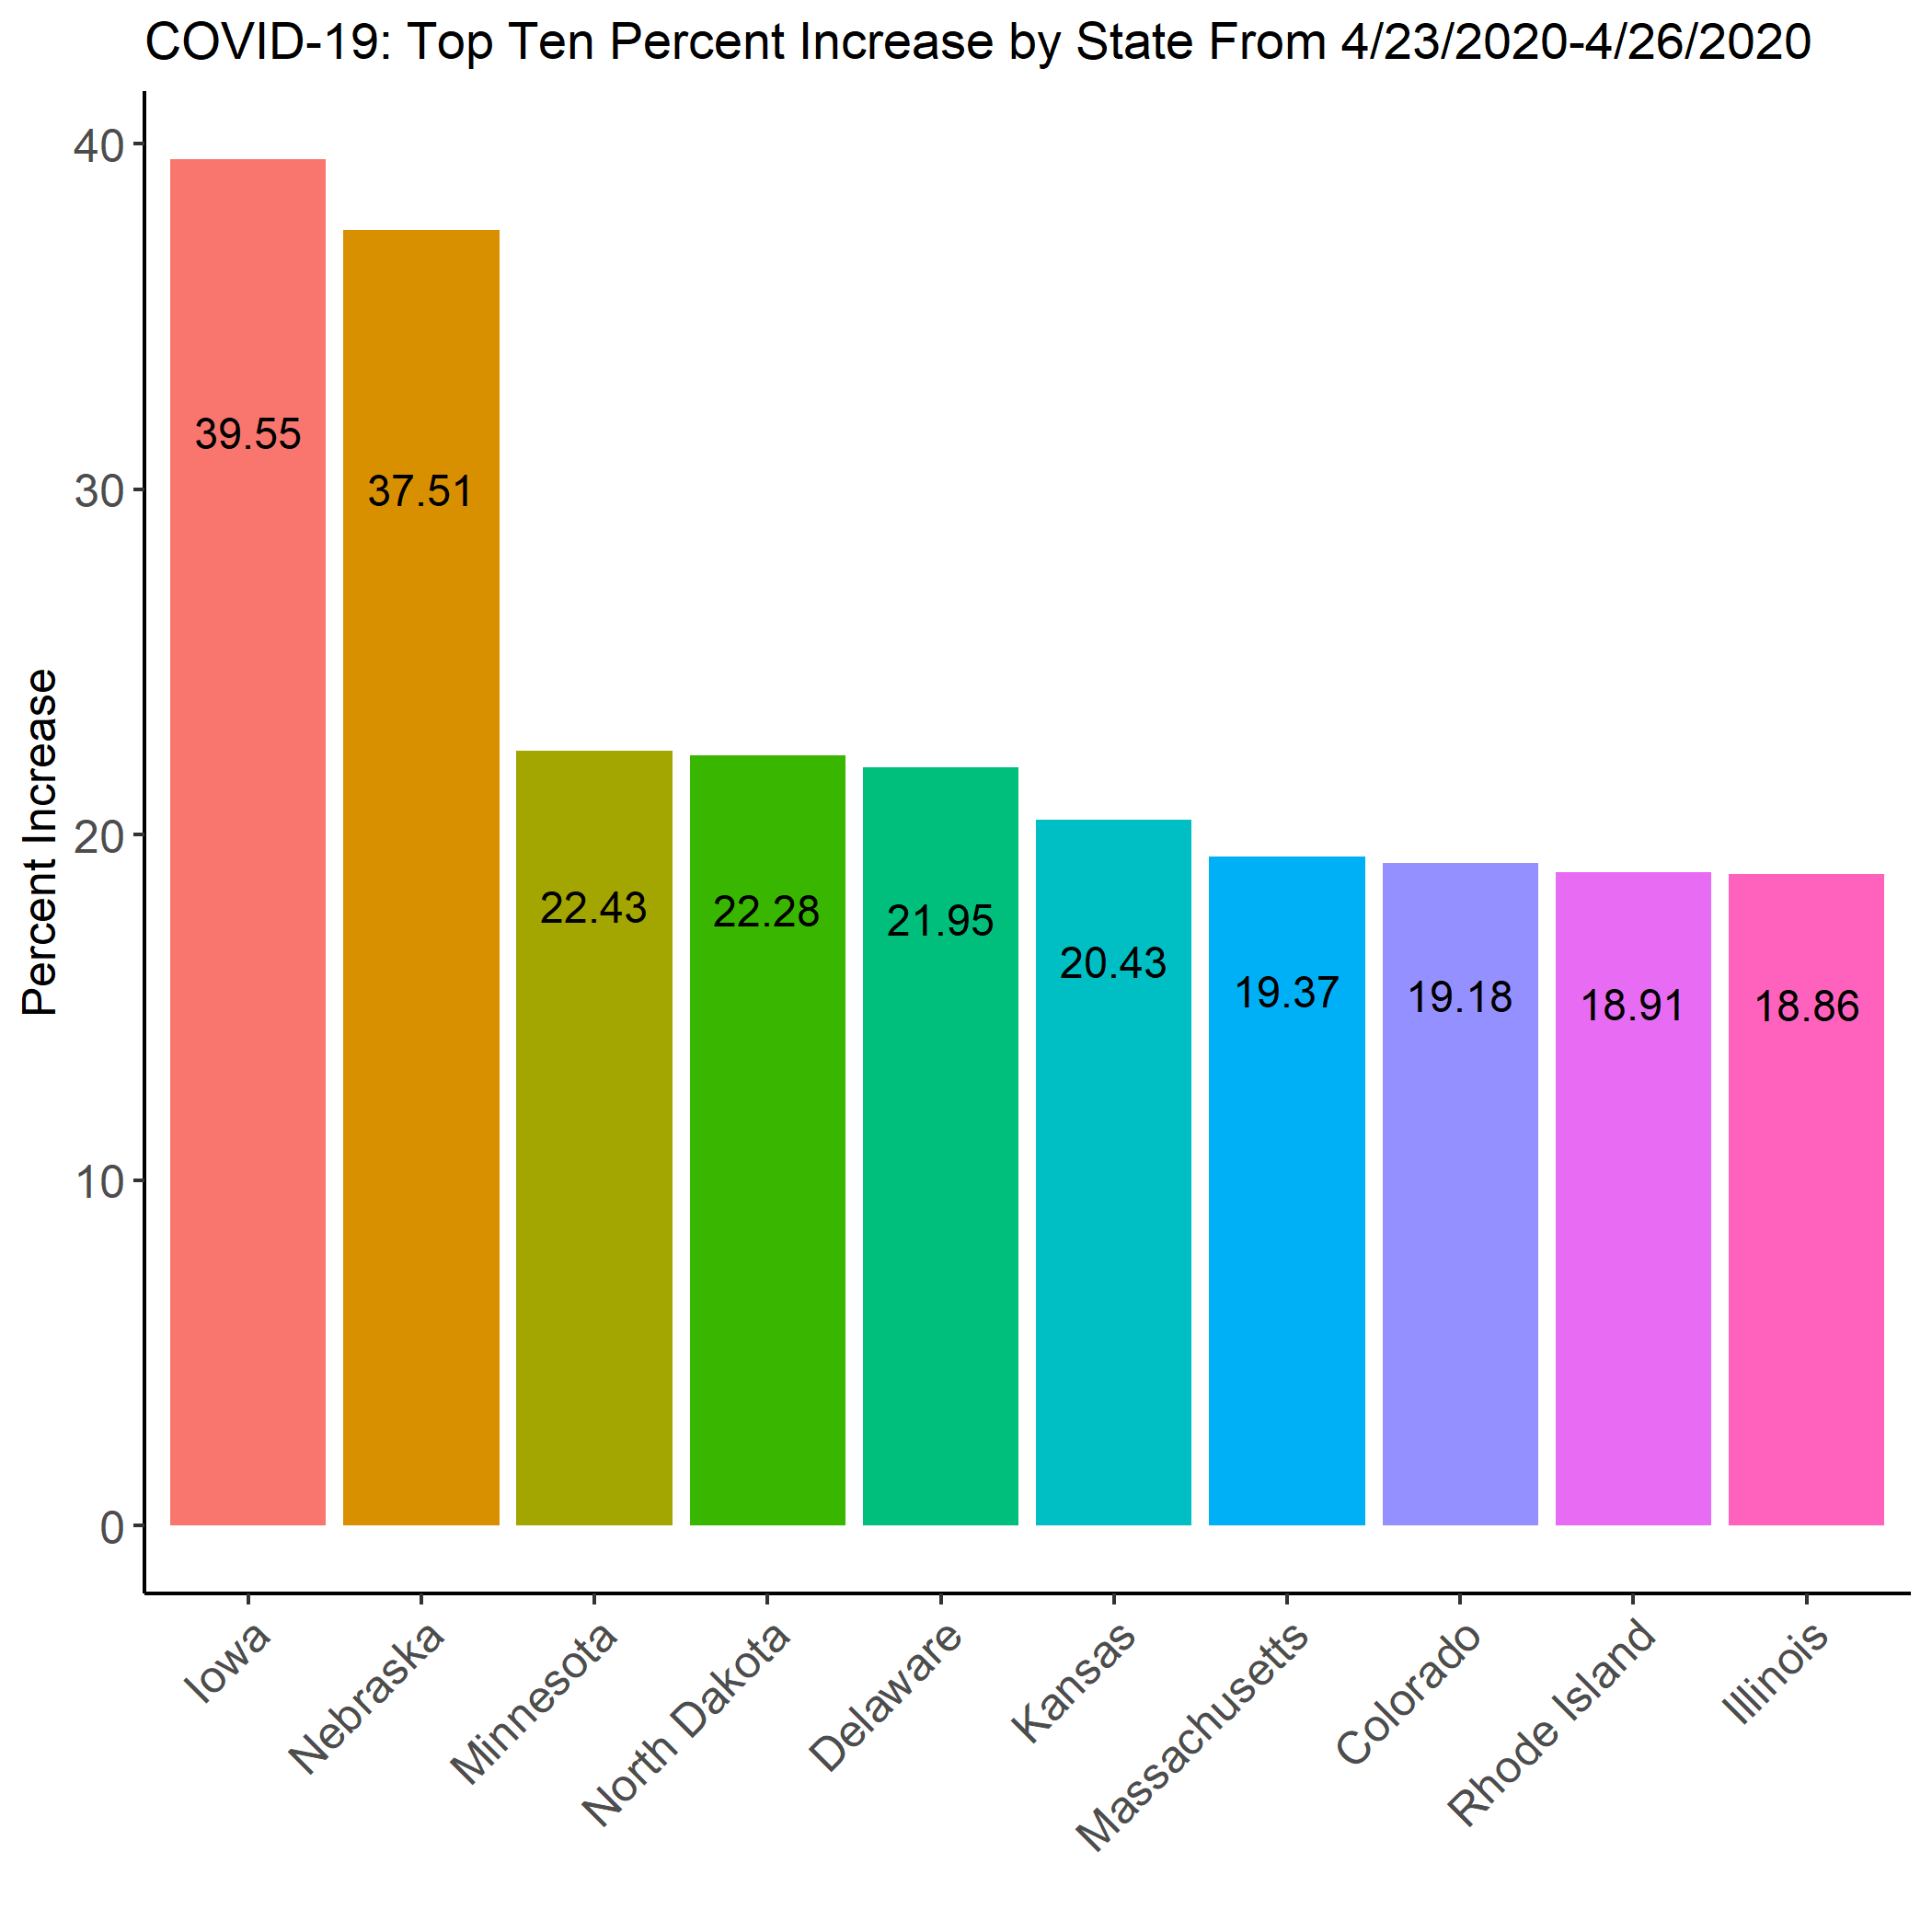 COVID-19: Top Ten Percent Increase by State From 4/23/2020-4/26/2020
Percent Increase
40
30
20
10
0
39.55
37.51
22.43
22.28
21.95
20.43
19.37
19.18
18.91
18.86
Iowa
Nebraska
Minnesota
North Dakota
Delaware
Kansas
Massachusetts
Colorado
Rhode Island
Illinois